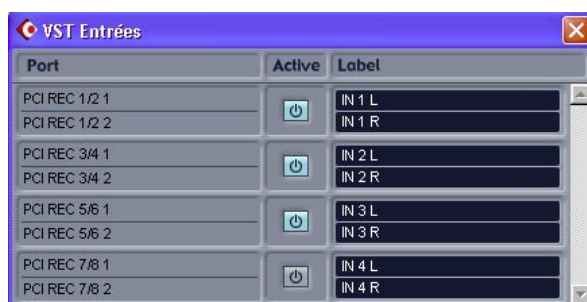 VST Entrées
Port Active Label
PCI REC 1/2 1 IN 1 L
PCI REC 1/2 2 IN 1 R
PCI REC 3/4 1 IN 2 L
PCI REC 3/4 2 IN 2 R
PCI REC 5/6 1 IN 3 L
PCI REC 5/6 2 IN 3 R
PCI REC 7/8 1 IN 4 L
PCI REC 7/8 2 IN 4 R